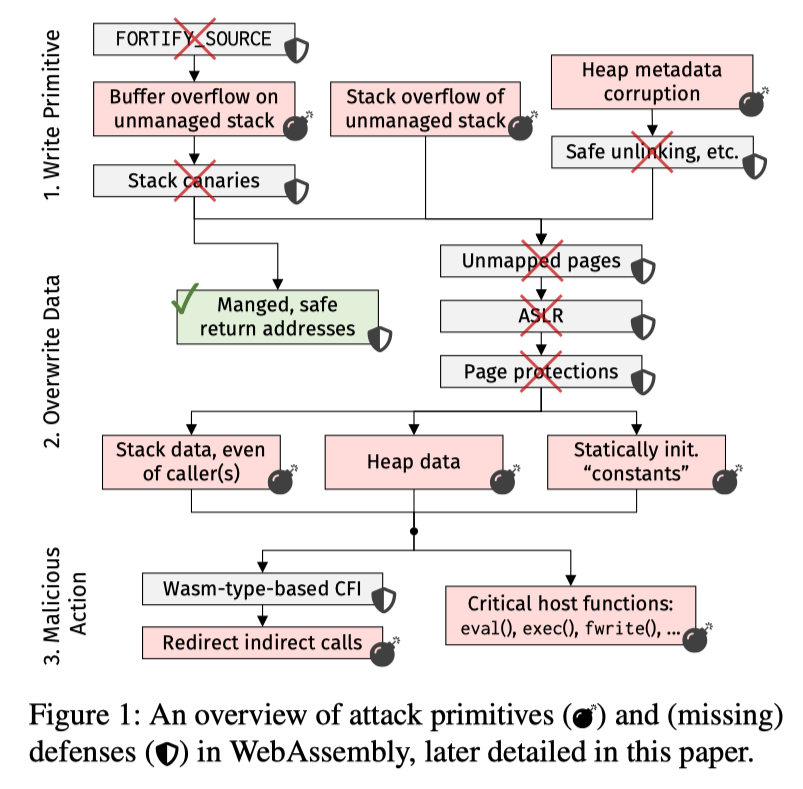 1. Write Primitive
FORTIFY_SOURCE
Buffer overflow on
unmanaged stack
Stack canaries
Stack overflow of
unmanaged stack
Heap metadata
corruption
Safe unlinking, etc.
2. Overwrite Data
Manged, safe
return addresses
Unmapped pages
ASLR
Page protections
Stack data, even
of caller(s)
Heap data
Statically init.
“constants”
3. Malicious
Action
Wasm-type-based CFI
Redirect indirect calls
Critical host functions:
eval(), exec(), fwrite(), ...
Figure 1: An overview of attack primitives (💣) and (missing)
defenses (🛡) in WebAssembly, later detailed in this paper.